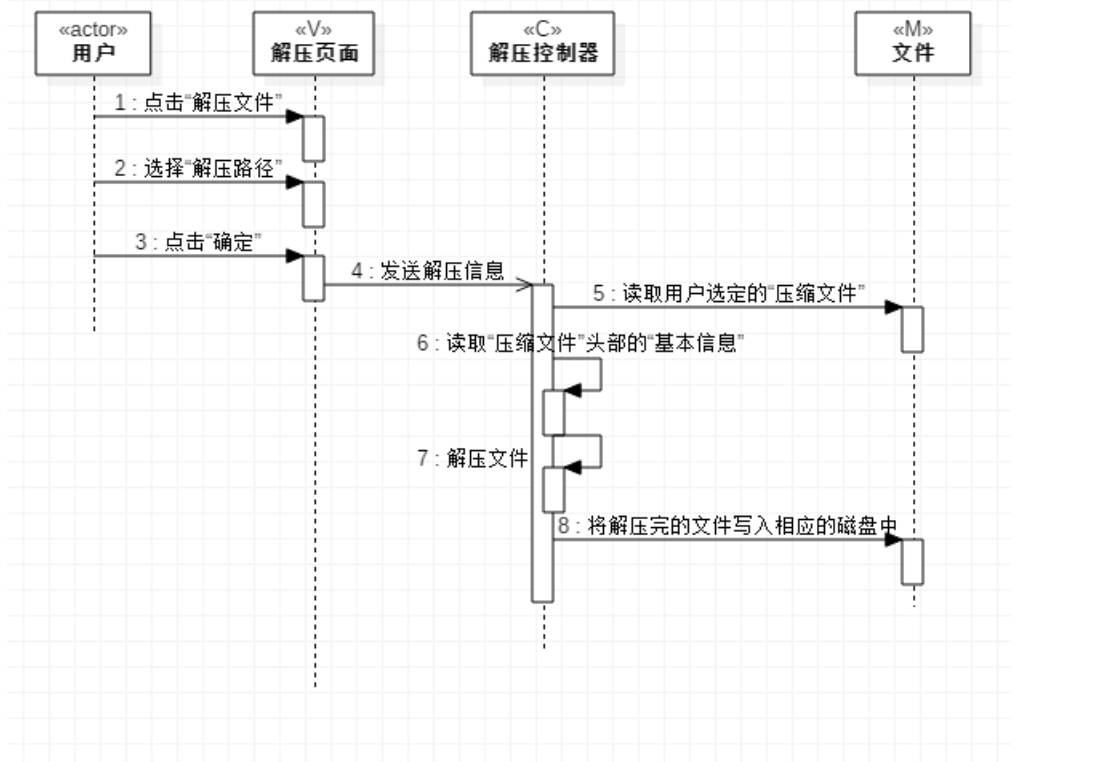 «actor»
用户
«V»
解压页面
«C»
解压控制器
«M»
文件
1 : 点击“解压文件”
2 : 选择“解压路径”
3 : 点击“确定”
4 : 发送解压信息
5 : 读取用户选定的“压缩文件”
6 : 读取“压缩文件”头部的“基本信息”
7 : 解压文件
8 : 将解压完的文件写入相应的磁盘中